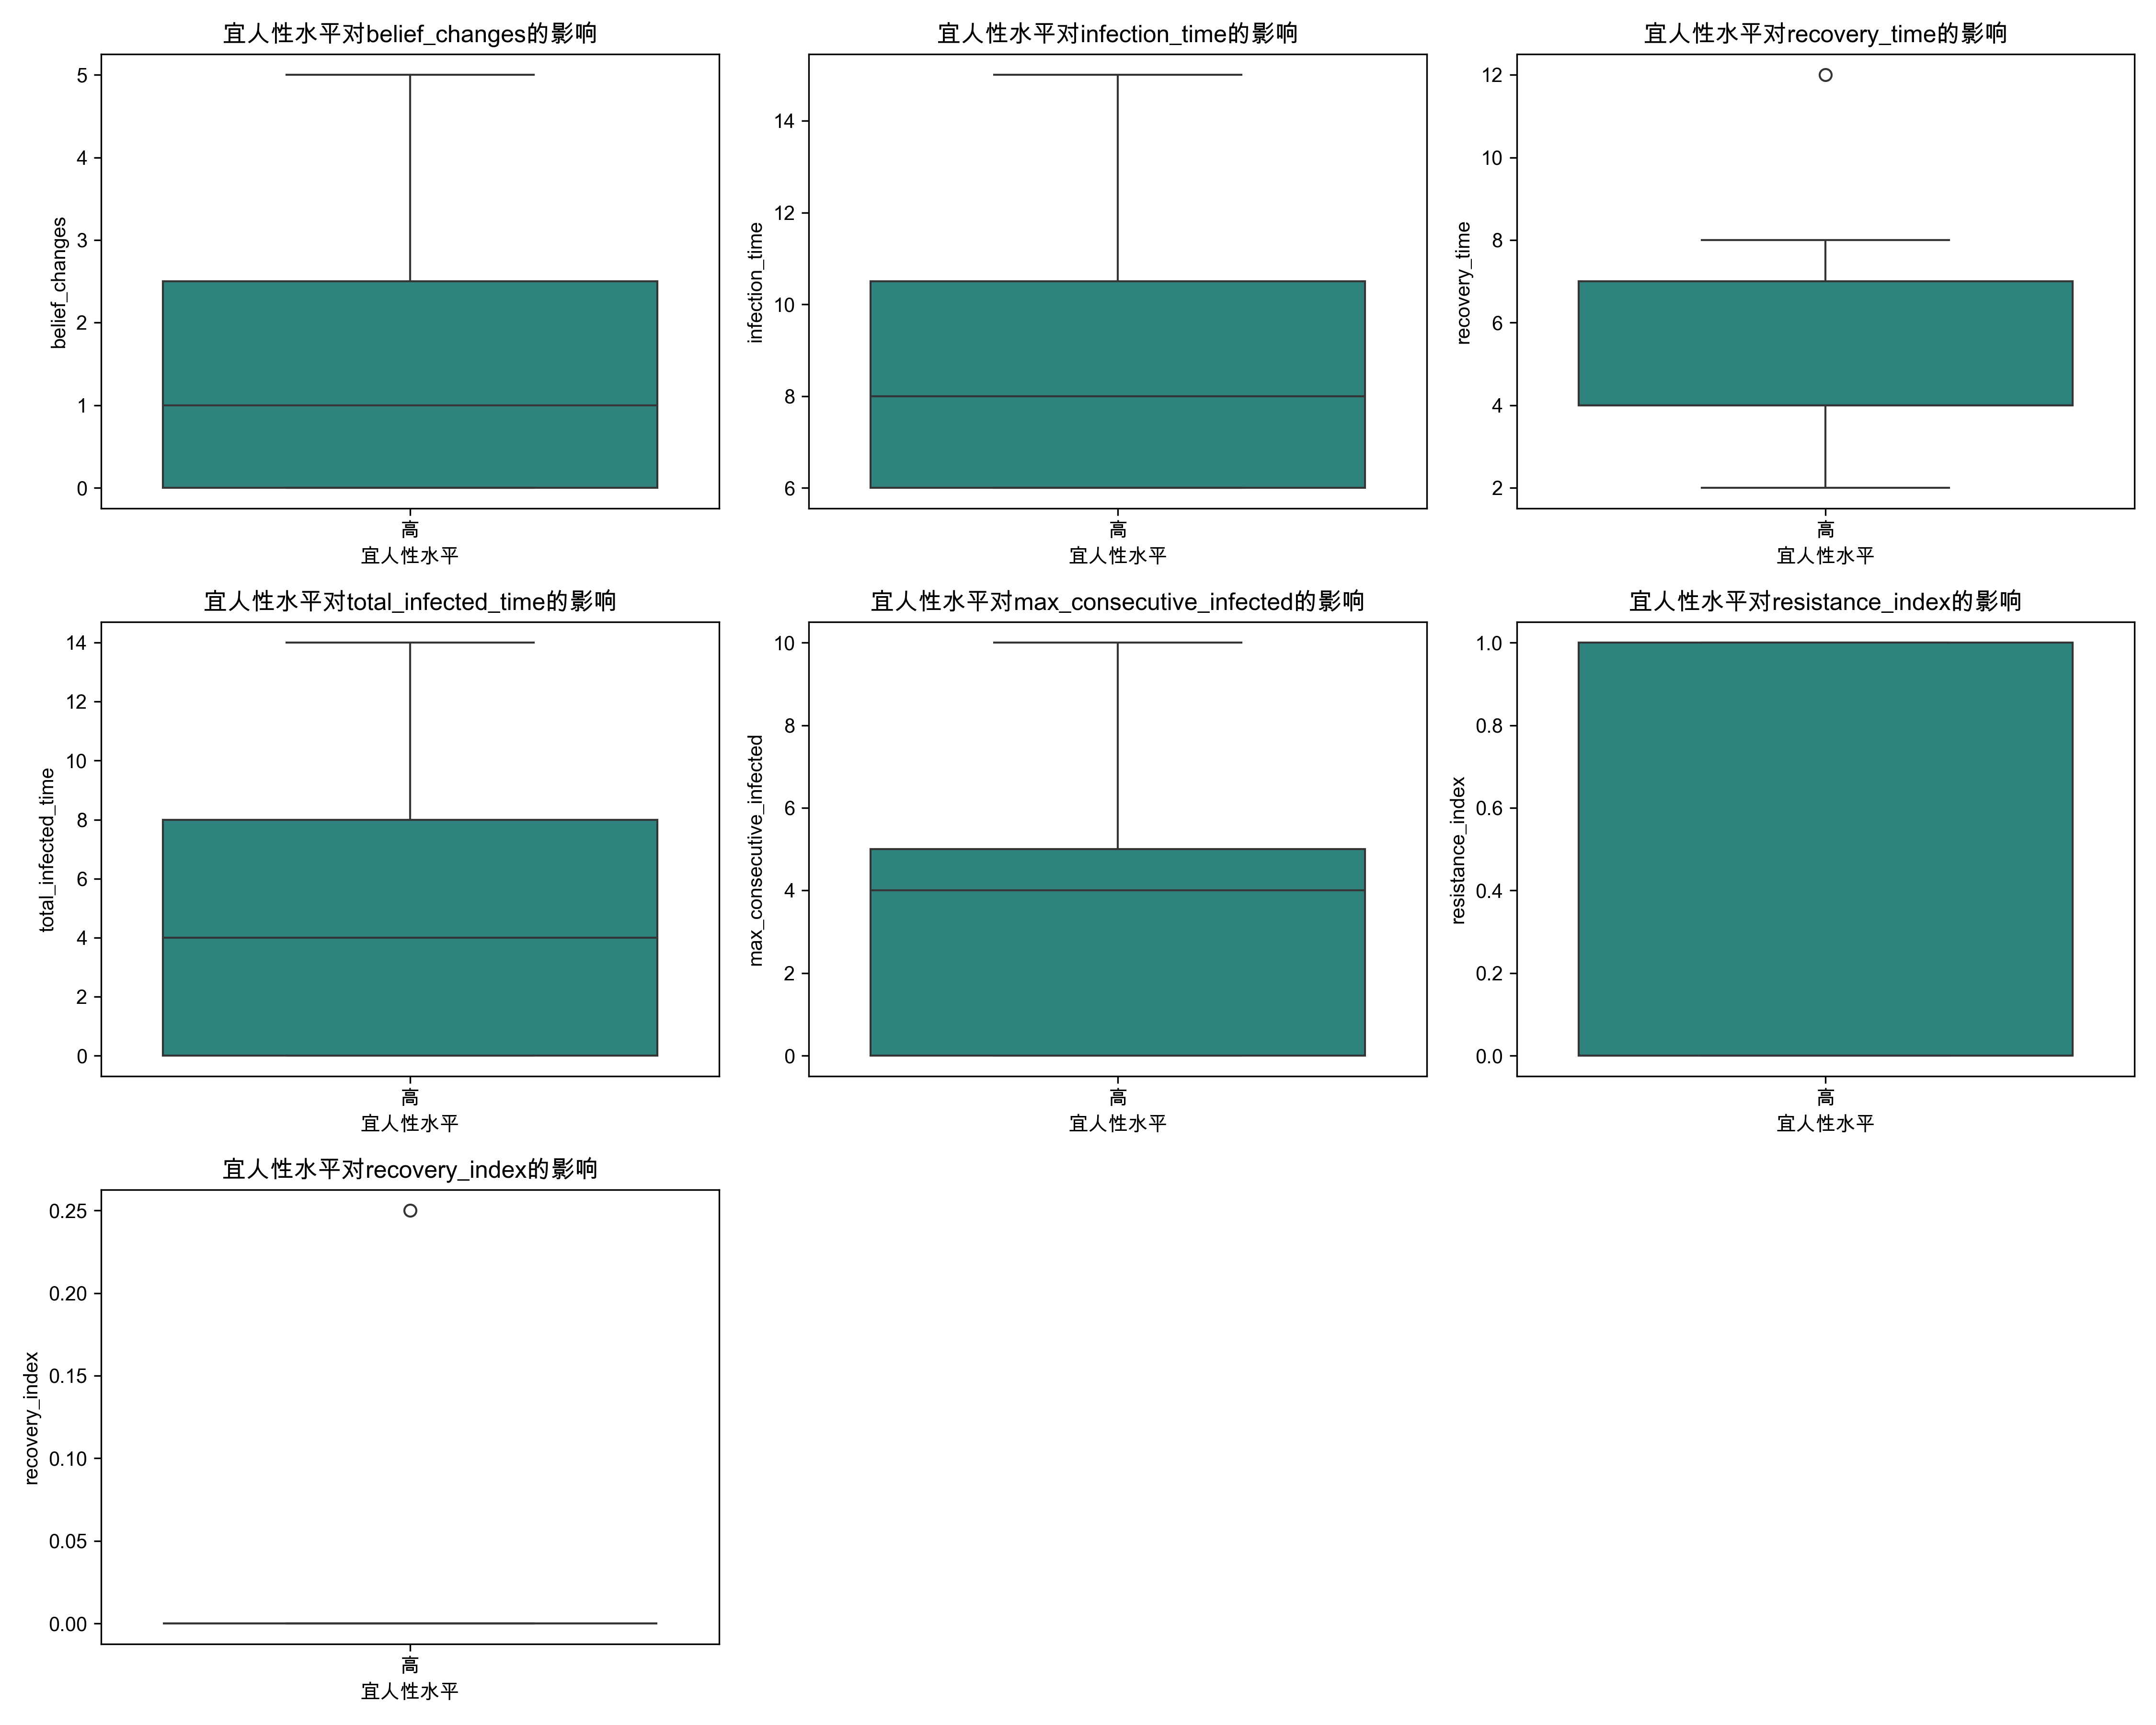 宜人性水平对belief_changes的影响
belief_changes
5
4
3
2
1
0
高
宜人性水平
宜人性水平对infection_time的影响
infection_time
14
12
10
8
6
高
宜人性水平
宜人性水平对recovery_time的影响
recovery_time
12
10
8
6
4
2
高
宜人性水平
宜人性水平对total_infected_time的影响
total_infected_time
14
12
10
8
6
4
2
0
高
宜人性水平
宜人性水平对max_consecutive_infected的影响
max_consecutive_infected
10
8
6
4
2
0
高
宜人性水平
宜人性水平对resistance_index的影响
resistance_index
1.0
0.8
0.6
0.4
0.2
0.0
高
宜人性水平
宜人性水平对recovery_index的影响
recovery_index
0.25
0.20
0.15
0.10
0.05
0.00
高
宜人性水平